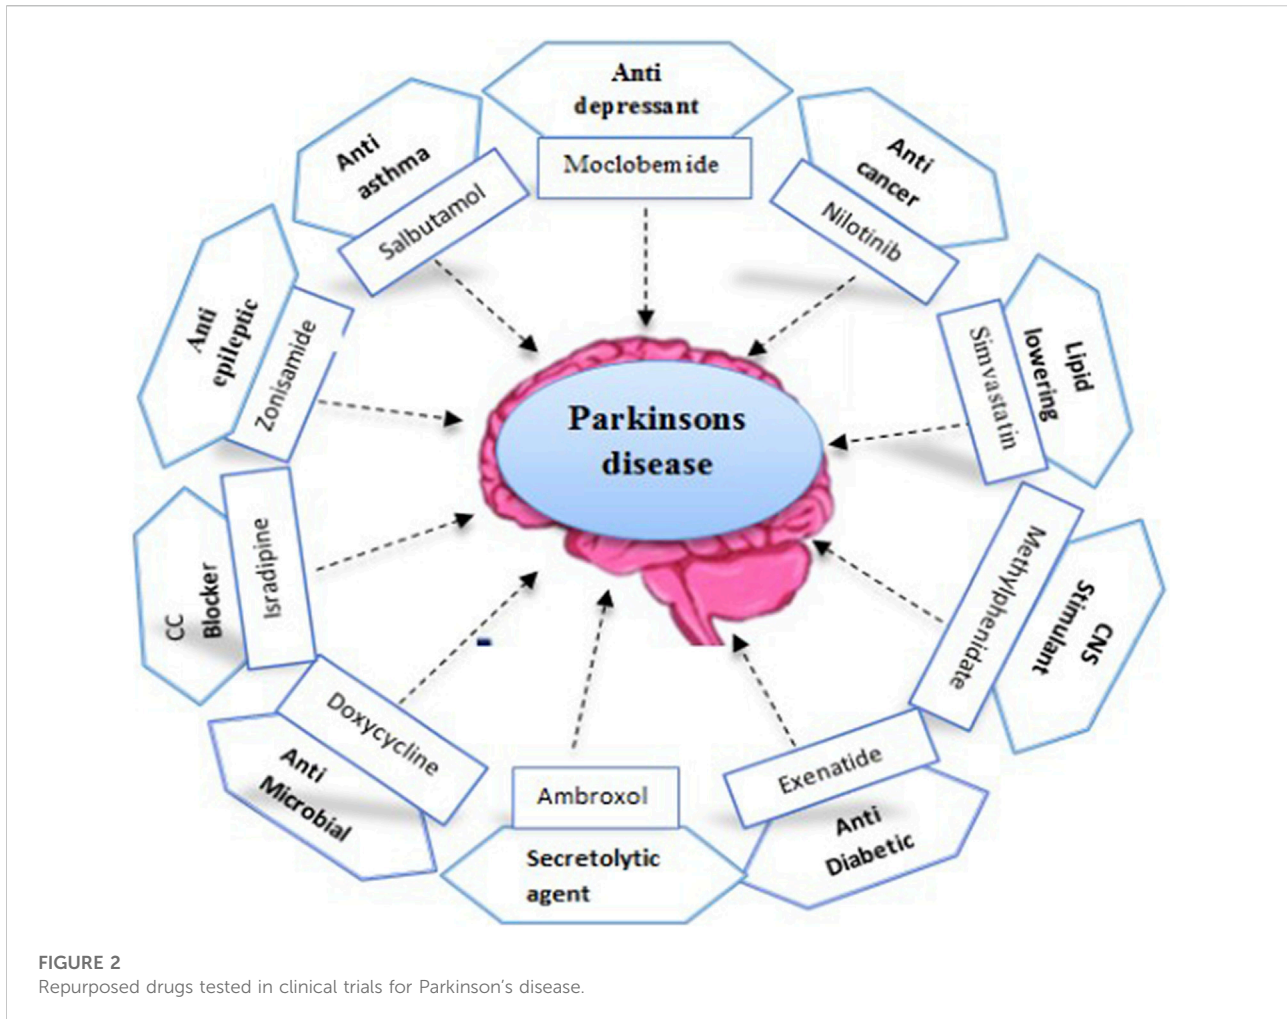 Anti
depressant
Moclobemide
Anti
cancer
Nilotinib
Lipid
lowering
Simvastatin
CNS
Stimulant
Methylphenidate
Anti
Diabetic
Exenatide
Secretolytic
agent
Ambroxol
Anti
Microbial
Doxycycline
CC
Blocker
Isradipine
Anti
epileptic
Zonisamide
Anti
asthma
Salbutamol
Parkinsons
disease
FIGURE 2
Repurposed drugs tested in clinical trials for Parkinson's disease.